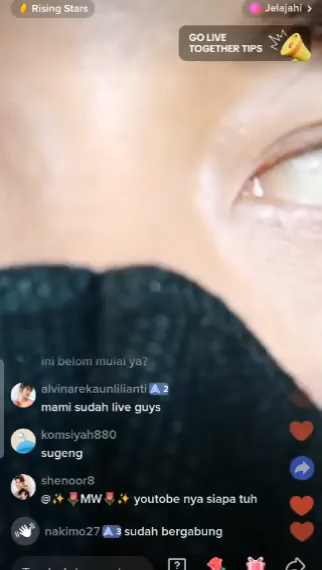 Rising Stars
Jelajahi >
GO LIVE
TOGETHER TIPS
ini belom mulai ya?
alvinarekaunlilianti 2
mami sudah live guys
komsiyah880
sugeng
shenoor8
@✨🌷MW🌷✨ youtobe nya siapa tuh
nakimo27 3 sudah bergabung